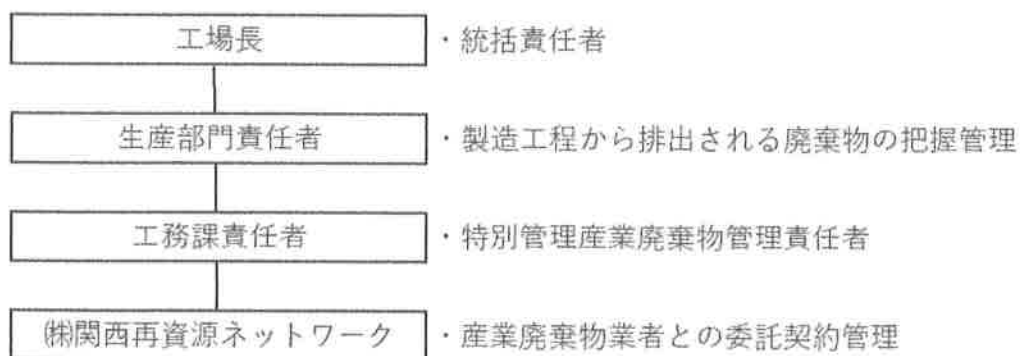 工場長 ・統括責任者
生産部門責任者 ・製造工程から排出される廃棄物の把握管理
工務課責任者 ・特別管理産業廃棄物管理責任者
㈱関西再資源ネットワーク ・産業廃棄物業者との委託契約管理